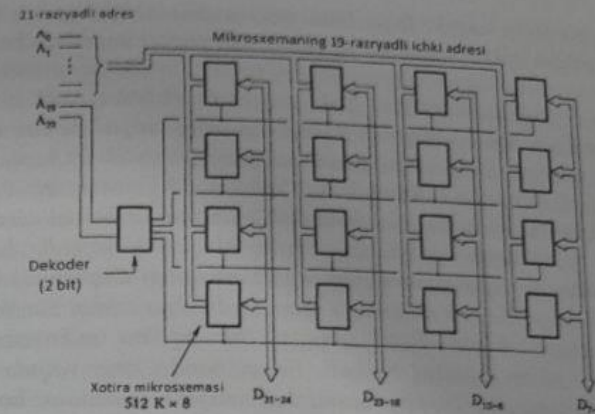 21-razryadli adres
A₀
A₁
Mikrosxemaning 19-razryadli ichki adresi
A₁₉
A₂₀
Dekoder
(2 bit)
Xotira mikrosxemasi
512 K × 8
D₃₁₋₂₄
D₂₃₋₁₆
D₁₅₋₈